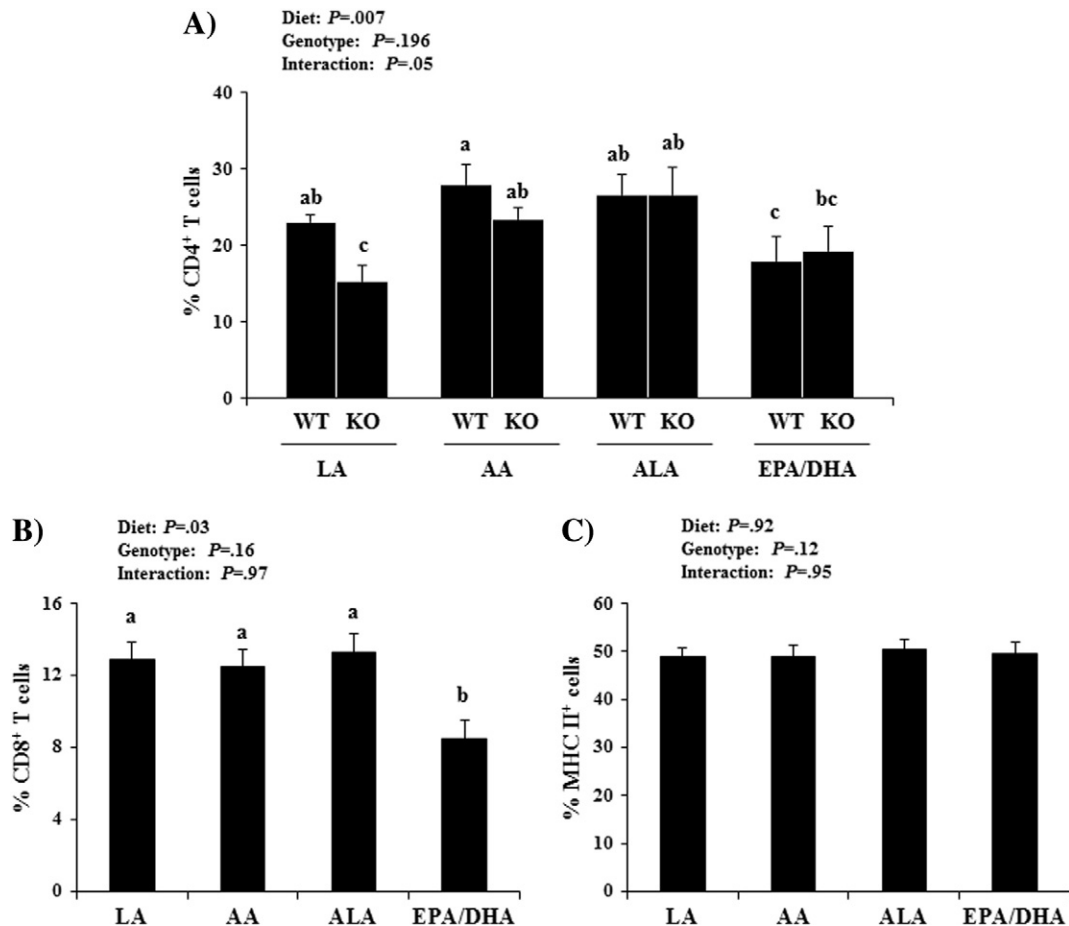 A)
Diet: P=.007
Genotype: P=.196
Interaction: P=.05
% CD4+ T cells
40
30
20
10
0
ab
c
a
ab
ab
ab
c
bc
WT KO WT KO WT KO WT KO
LA AA ALA EPA/DHA
B)
Diet: P=.03
Genotype: P=.16
Interaction: P=.97
% CD8+ T cells
16
12
8
4
0
a
a
a
b
LA AA ALA EPA/DHA
C)
Diet: P=.92
Genotype: P=.12
Interaction: P=.95
% MHC II+ cells
60
50
40
30
20
10
0
LA AA ALA EPA/DHA